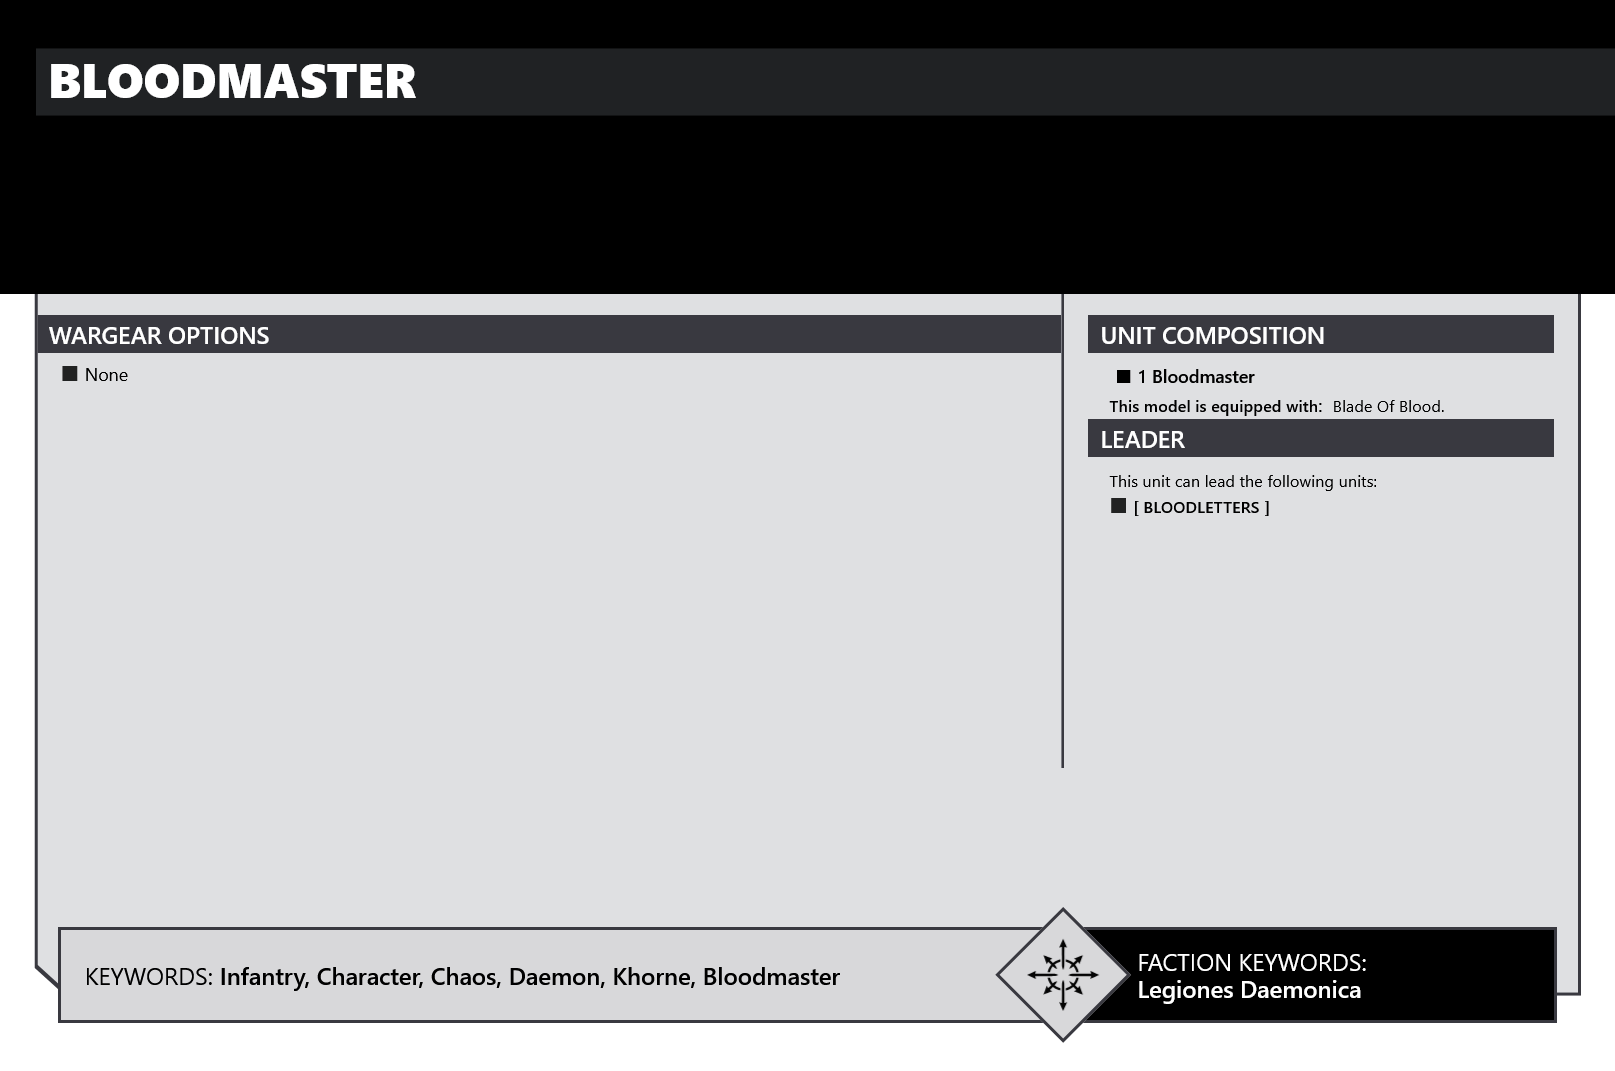 BLOODMASTER
WARGEAR OPTIONS
None
UNIT COMPOSITION
1 Bloodmaster
This model is equipped with: Blade Of Blood.
LEADER
This unit can lead the following units:
[ BLOODLETTERS ]
KEYWORDS: Infantry, Character, Chaos, Daemon, Khorne, Bloodmaster
FACTION KEYWORDS:
Legiones Daemonica